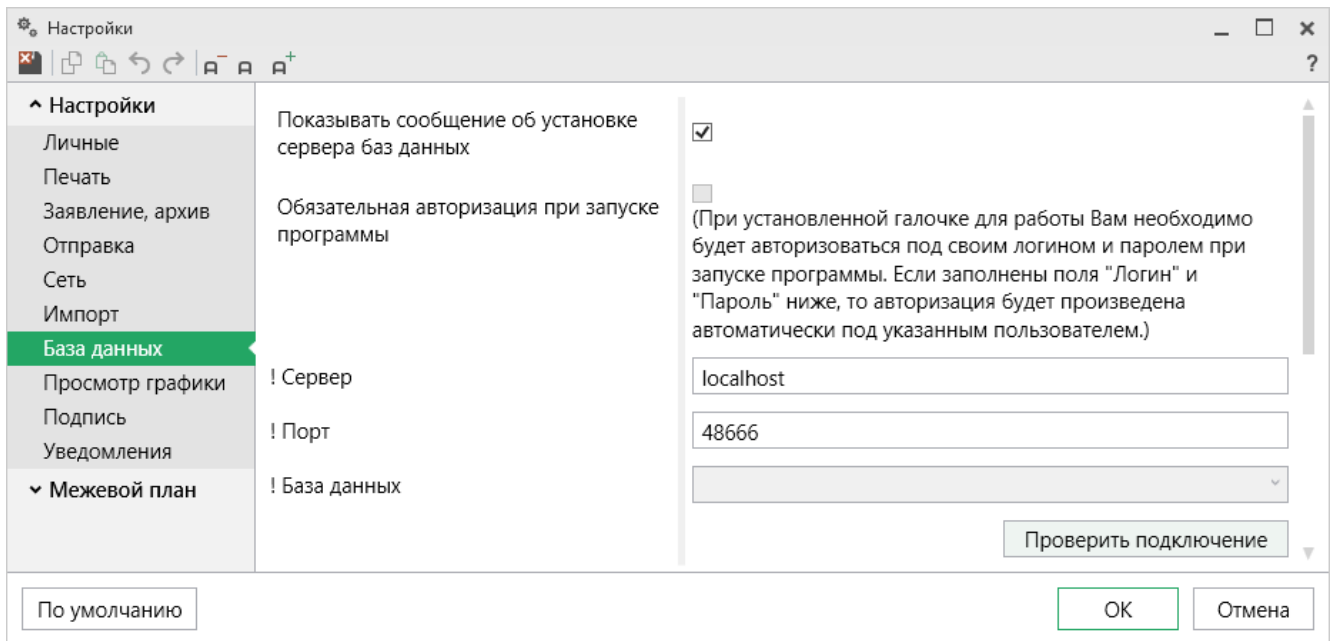 Настройки
?
Настройки
Личные
Печать
Заявление, архив
Отправка
Сеть
Импорт
База данных
Просмотр графики
Подпись
Уведомления
Межевой план
Показывать сообщение об установке
сервера баз данных
Обязательная авторизация при запуске
программы
(При установленной галочке для работы Вам необходимо
будет авторизоваться под своим логином и паролем при
запуске программы. Если заполнены поля "Логин" и
"Пароль" ниже, то авторизация будет произведена
автоматически под указанным пользователем.)
! Сервер
localhost
! Порт
48666
! База данных
Проверить подключение
По умолчанию
ОК
Отмена